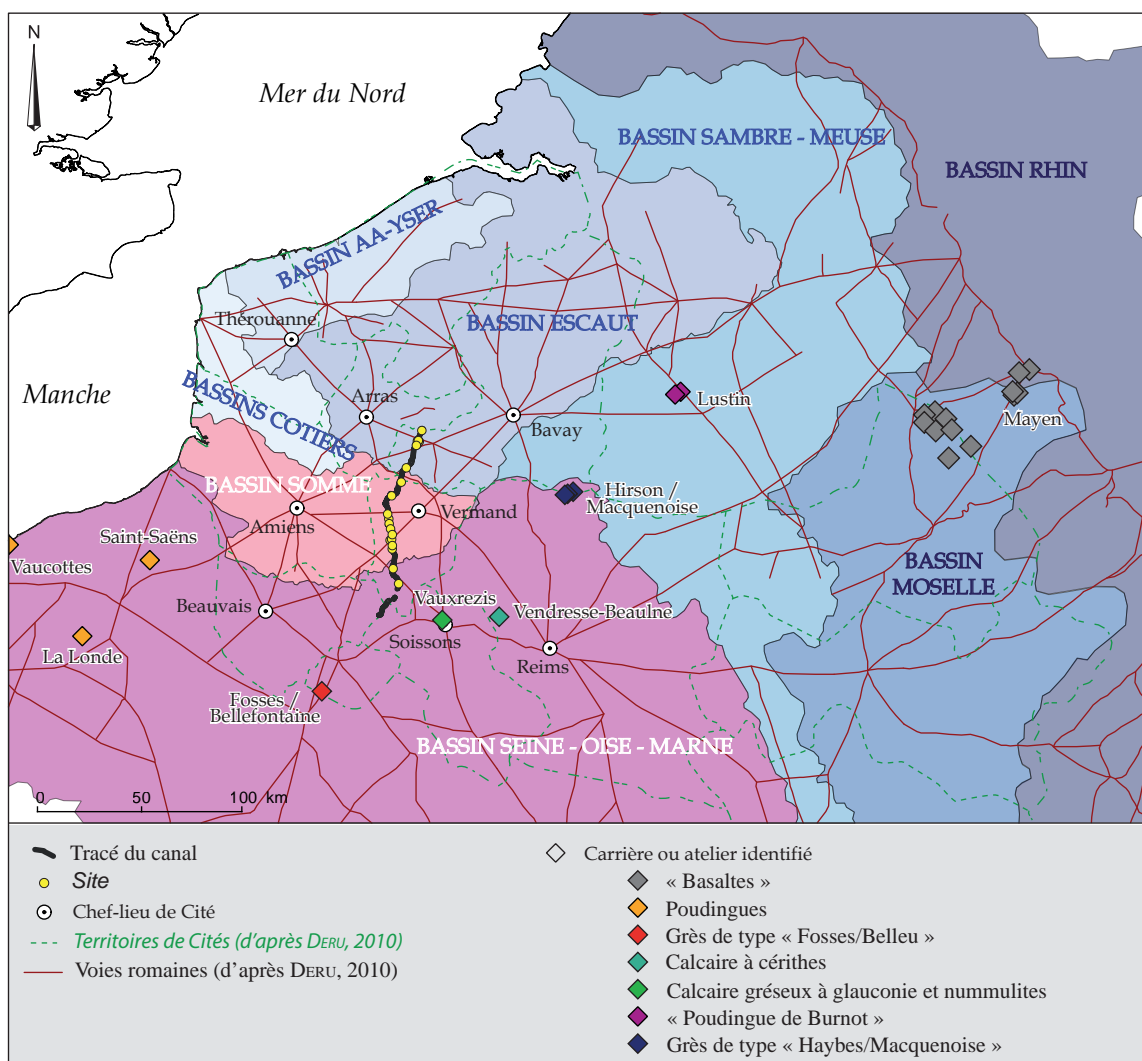 N
Mer du Nord
BASSIN SAMBRE - MEUSE
BASSIN RHIN
BASSIN AA-YSER
Thérouanne
BASSIN ESCAUT
Manche
BASSINS COTIERS
Arras
Bavay
Lustin
Mayen
BASSIN SOMME
Amiens
Vermand
Hirson /
Macquenoise
Saint-Saëns
Vaucottes
BASSIN
MOSELLE
Beauvais
Vauxrezis
Vendresse-Beaulne
Soissons
Reims
La Londe
Fosses /
Bellefontaine
BASSIN SEINE - OISE - MARNE
0 50 100 km
Tracé du canal
Site
Chef-lieu de Cité
Territoires de Cités (d'après DERU, 2010)
Voies romaines (d'après DERU, 2010)
Carrière ou atelier identifié
« Basaltes »
Poudingues
Grès de type « Fosses/Belleu »
Calcaire à cérithes
Calcaire gréseux à glauconie et nummulites
« Poudingue de Burnot »
Grès de type « Haybes/Macquenoise »